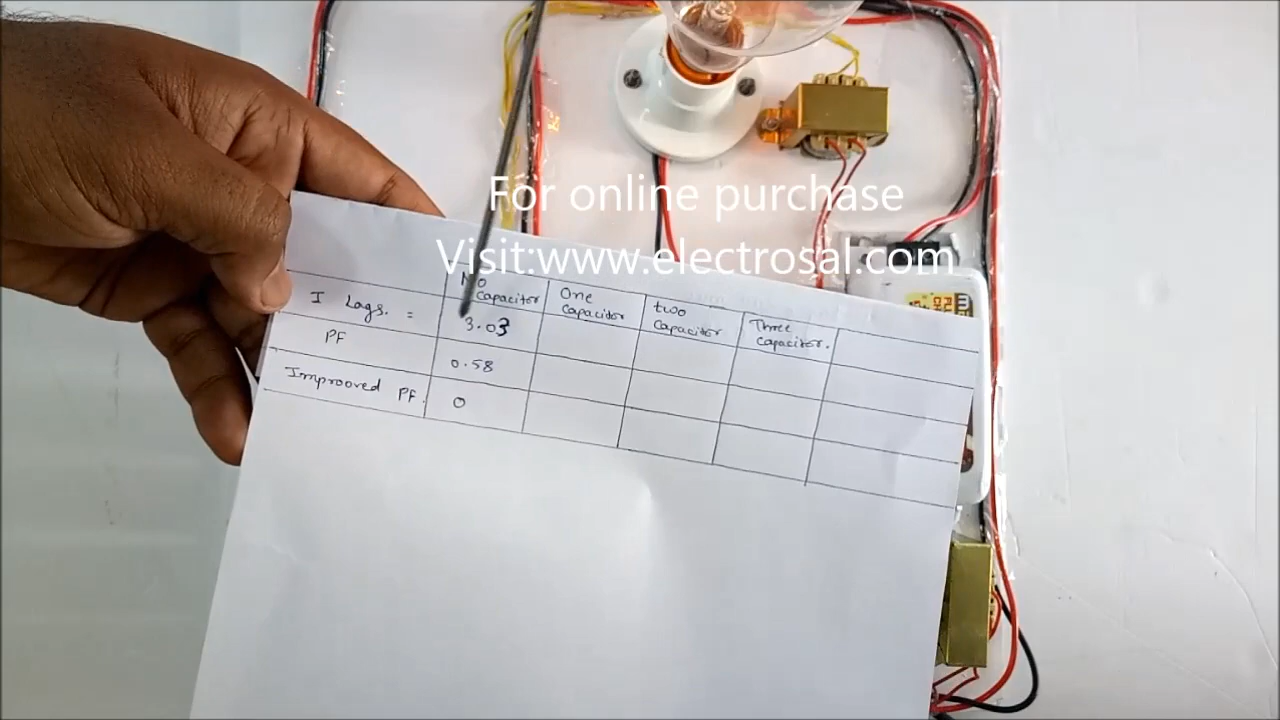 For online purchase
Visit:www.electrosal.com
No Capacitor
One Capacitor
two Capacitor
Three Capacitor.
I Lags. = 3.03
PF 0.58
Improoved PF. 0